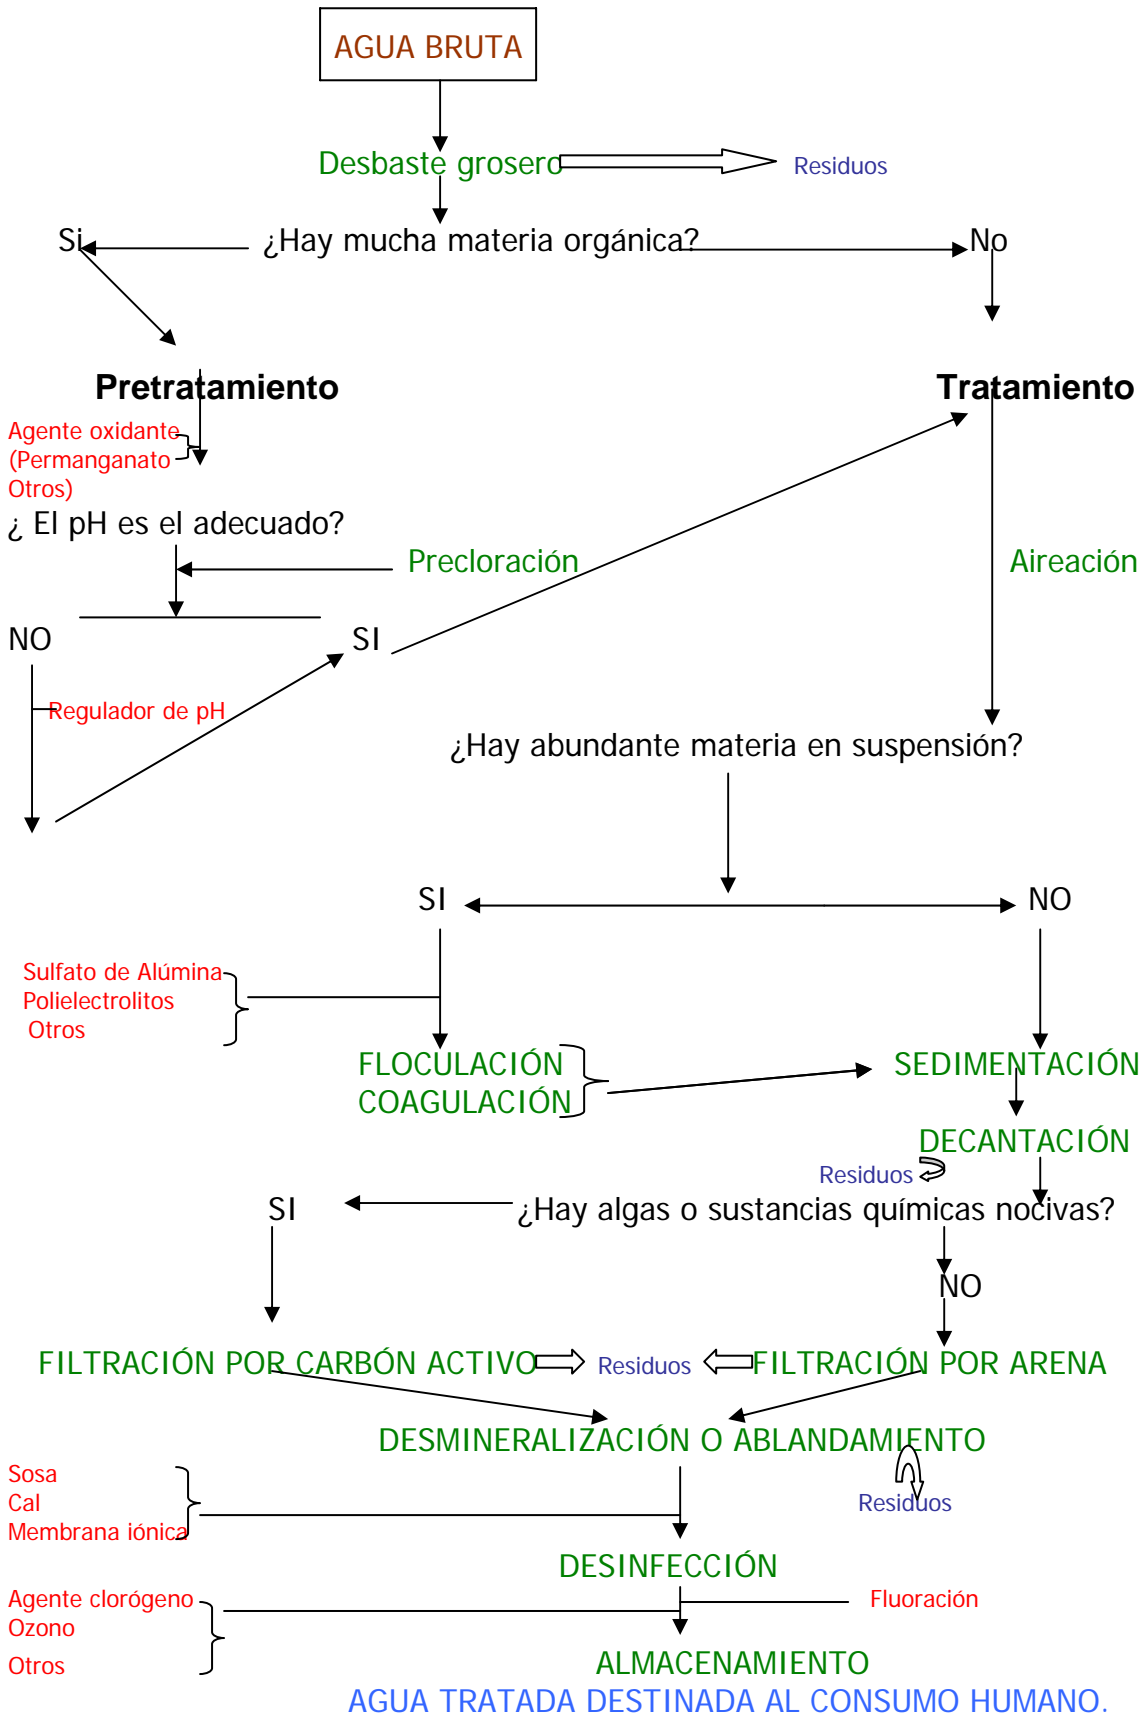 AGUA BRUTA
Desbaste grosero
Residuos
Si
¿Hay mucha materia orgánica?
No
Pretratamiento
Tratamiento
Agente oxidante
(Permanganato
Otros)
¿ El pH es el adecuado?
Precloración
Aireación
NO
SI
Regulador de pH
¿Hay abundante materia en suspensión?
SI
NO
Sulfato de Alúmina
Polielectrolitos
Otros
FLOCULACIÓN
COAGULACIÓN
SEDIMENTACIÓN
DECANTACIÓN
Residuos
SI
¿Hay algas o sustancias químicas nocivas?
NO
FILTRACIÓN POR CARBÓN ACTIVO
Residuos
FILTRACIÓN POR ARENA
DESMINERALIZACIÓN O ABLANDAMIENTO
Sosa
Cal
Membrana iónica
Residuos
DESINFECCIÓN
Agente clorógeno
Ozono
Otros
Fluoración
ALMACENAMIENTO
AGUA TRATADA DESTINADA AL CONSUMO HUMANO.